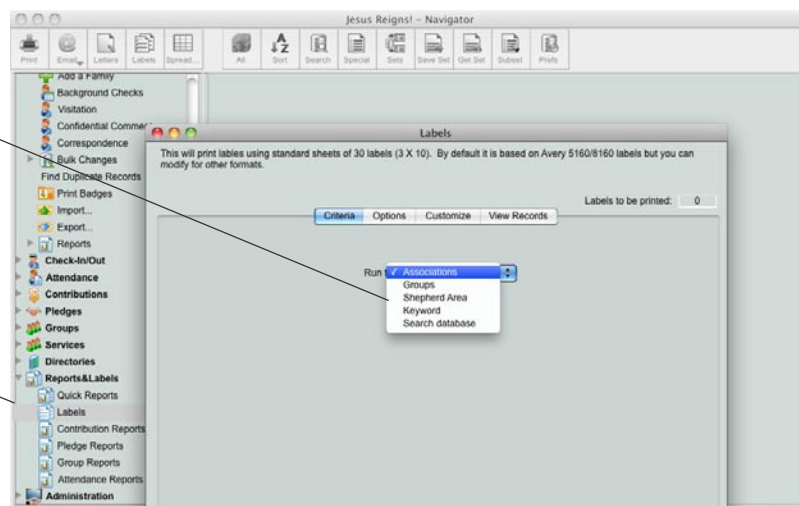 Jesus Reigns! – Navigator
Print Email Letters Labels Spread... All Sort Search Special Sets Save Set Get Set Subset Prefs
Add a Family
Background Checks
Visitation
Confidential Comme
Correspondence
Bulk Changes
Find Duplicate Records
Print Badges
Import...
Export...
Reports
Check-In/Out
Attendance
Contributions
Pledges
Groups
Services
Directories
Reports&Labels
Quick Reports
Labels
Contribution Reports
Pledge Reports
Group Reports
Attendance Reports
Administration
Labels
This will print lables using standard sheets of 30 labels (3 X 10). By default it is based on Avery 5160/8160 labels but you can
modify for other formats.
Labels to be printed: 0
Criteria Options Customize View Records
Run
✓ Associations
Groups
Shepherd Area
Keyword
Search database